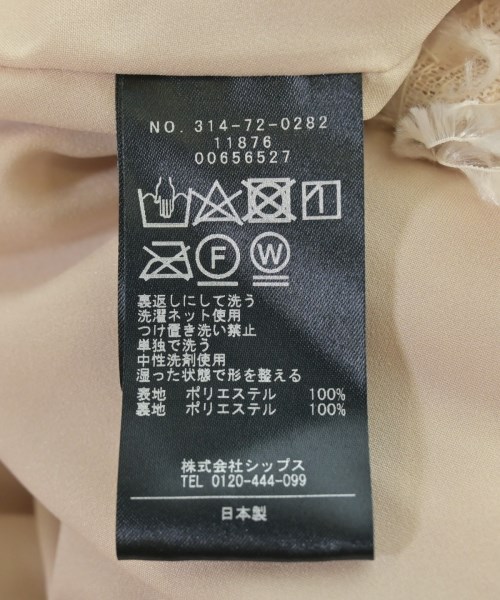 NO. 314-72-0282
11876
00656527
F W
裏返しにして洗う
洗濯ネット使用
つけ置き洗い禁止
単独で洗う
中性洗剤使用
湿った状態で形を整える
表地 ポリエステル 100%
裏地 ポリエステル 100%
株式会社シップス
TEL 0120-444-099
日本製